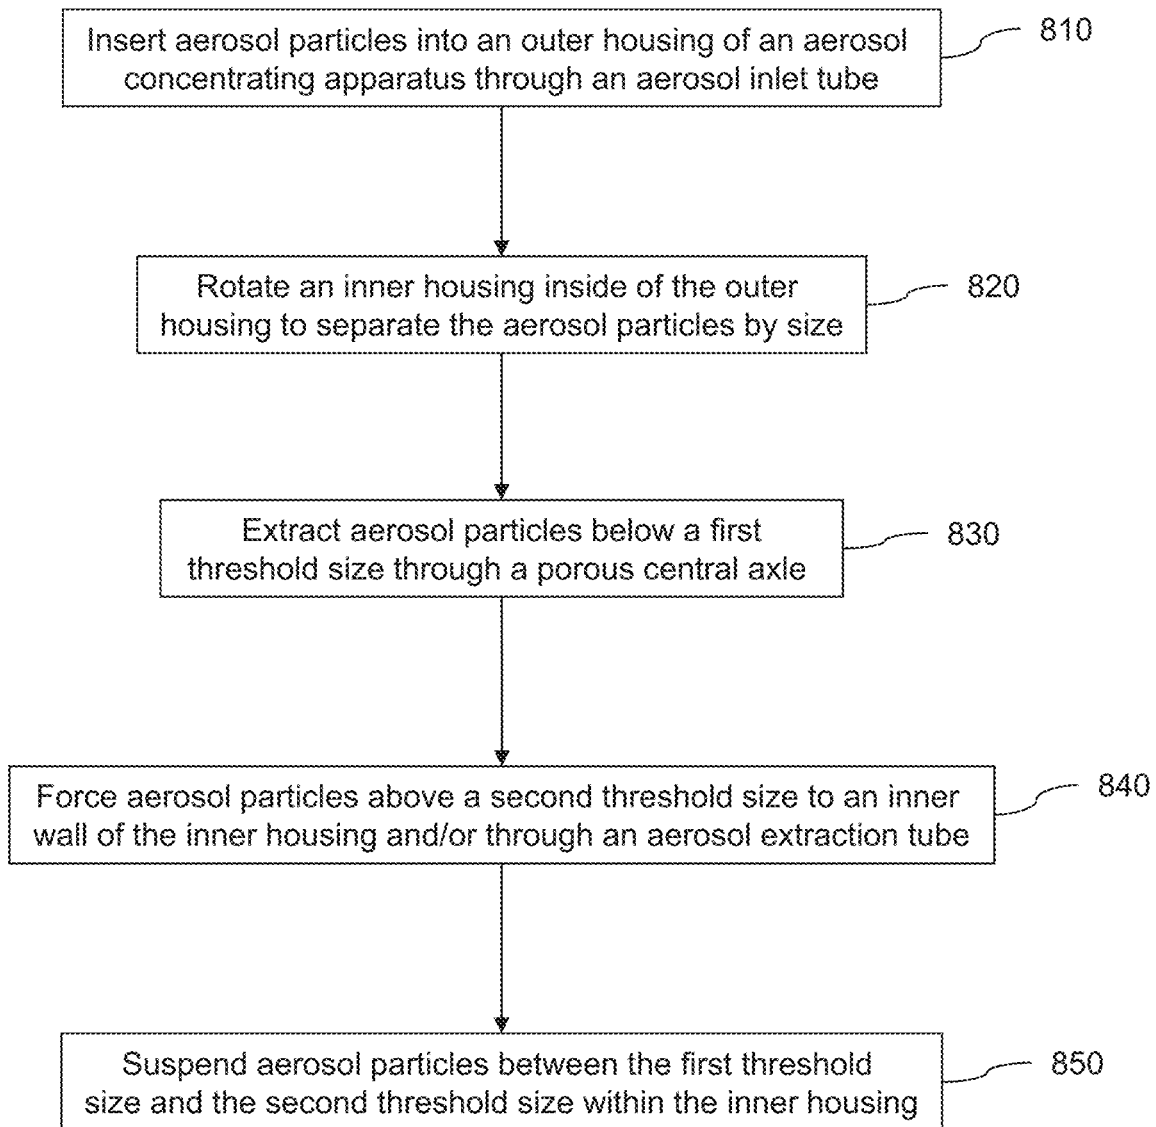 Insert aerosol particles into an outer housing of an aerosol
concentrating apparatus through an aerosol inlet tube
810
Rotate an inner housing inside of the outer
housing to separate the aerosol particles by size
820
Extract aerosol particles below a first
threshold size through a porous central axle
830
Force aerosol particles above a second threshold size to an inner
wall of the inner housing and/or through an aerosol extraction tube
840
Suspend aerosol particles between the first threshold
size and the second threshold size within the inner housing
850